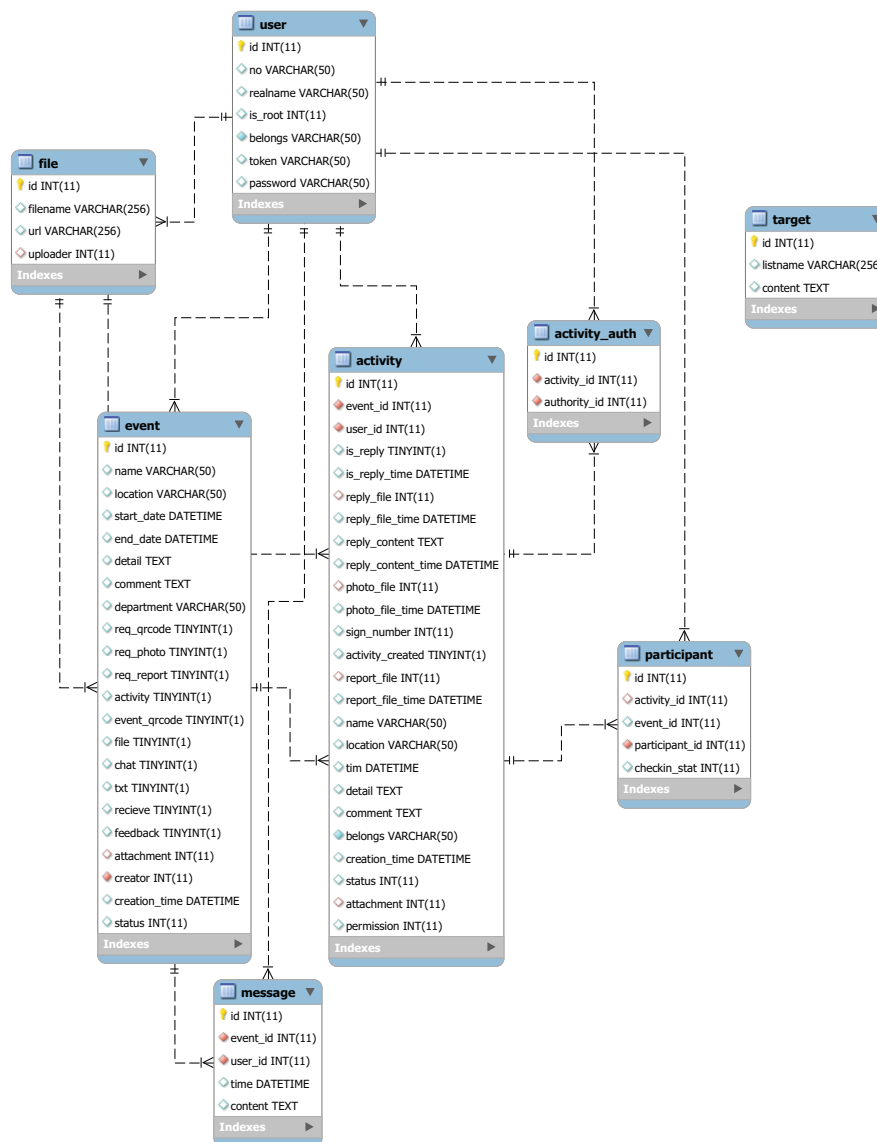 user
id INT(11)
no VARCHAR(50)
realname VARCHAR(50)
is_root INT(11)
belongs VARCHAR(50)
token VARCHAR(50)
password VARCHAR(50)
Indexes
file
id INT(11)
filename VARCHAR(256)
url VARCHAR(256)
uploader INT(11)
Indexes
target
id INT(11)
listname VARCHAR(256
content TEXT
Indexes
activity_auth
id INT(11)
activity_id INT(11)
authority_id INT(11)
Indexes
activity
id INT(11)
event_id INT(11)
user_id INT(11)
is_reply TINYINT(1)
is_reply_time DATETIME
reply_file INT(11)
reply_file_time DATETIME
reply_content TEXT
reply_content_time DATETIME
photo_file INT(11)
photo_file_time DATETIME
sign_number INT(11)
activity_created TINYINT(1)
report_file INT(11)
report_file_time DATETIME
name VARCHAR(50)
location VARCHAR(50)
tim DATETIME
detail TEXT
comment TEXT
belongs VARCHAR(50)
creation_time DATETIME
status INT(11)
attachment INT(11)
permission INT(11)
Indexes
event
id INT(11)
name VARCHAR(50)
location VARCHAR(50)
start_date DATETIME
end_date DATETIME
detail TEXT
comment TEXT
department VARCHAR(50)
req_qrcode TINYINT(1)
req_photo TINYINT(1)
req_report TINYINT(1)
activity TINYINT(1)
event_qrcode TINYINT(1)
file TINYINT(1)
chat TINYINT(1)
txt TINYINT(1)
recieve TINYINT(1)
feedback TINYINT(1)
attachment INT(11)
creator INT(11)
creation_time DATETIME
status INT(11)
Indexes
participant
id INT(11)
activity_id INT(11)
event_id INT(11)
participant_id INT(11)
checkin_stat INT(11)
Indexes
message
id INT(11)
event_id INT(11)
user_id INT(11)
time DATETIME
content TEXT
Indexes